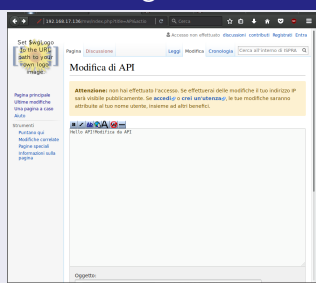 192.168.17.136/mw/index.php?title=API&actio
Cerca
Accesso non effettuato discussioni contributi Registrati Entra
Set $wgLogo
to the URL
path to your
own logo
image.
Pagina Discussione
Leggi Modifica Cronologia
Cerca all'interno di ISPRA
Modifica di API
Attenzione: non hai effettuato l'accesso. Se effettuerai delle modifiche il tuo indirizzo IP
sarà visibile pubblicamente. Se accedi o crei un'utenza, le tue modifiche saranno
attribuite al tuo nome utente, insieme ad altri benefici.
Pagina principale
Ultime modifiche
Una pagina a caso
Aiuto
Strumenti
Puntano qui
Modifiche correlate
Pagine speciali
Informazioni sulla
pagina
Hello API!Modifica da API
Oggetto: